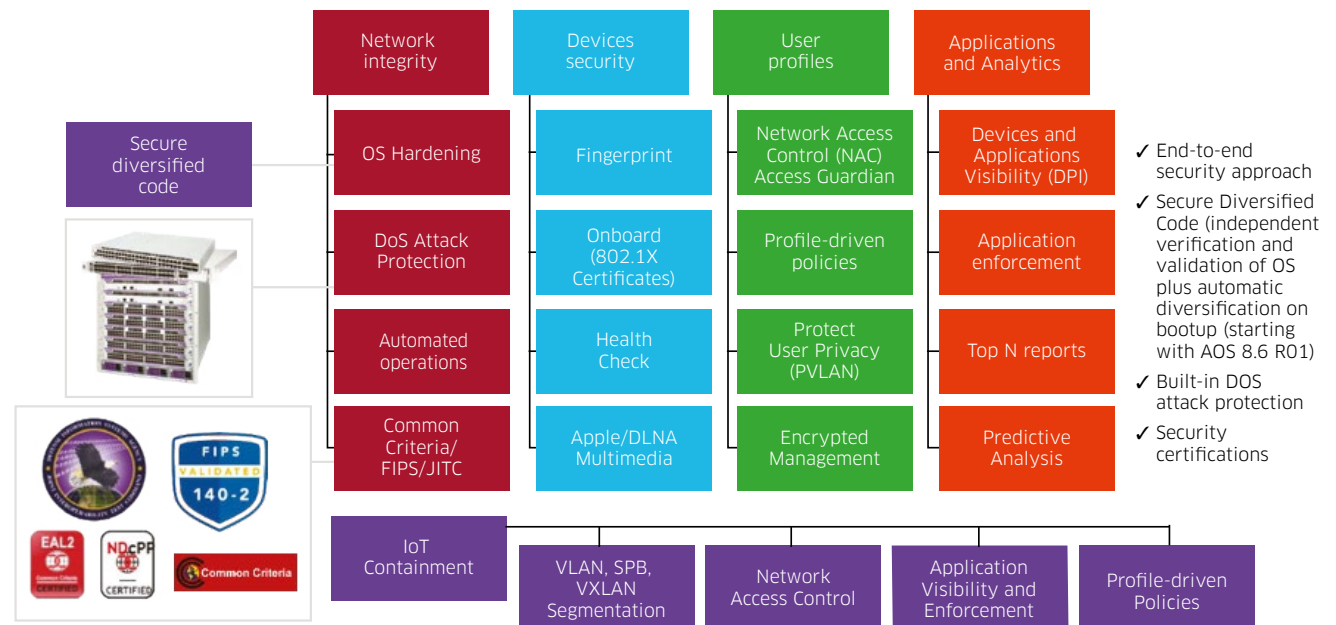 Network
integrity
Devices
security
User
profiles
Applications
and Analytics
Secure
diversified
code
OS Hardening
Fingerprint
Network Access
Control (NAC)
Access Guardian
Devices and
Applications
Visibility (DPI)
DoS Attack
Protection
Onboard
(802.1X
Certificates)
Profile-driven
policies
Application
enforcement
Automated
operations
Health
Check
Protect
User Privacy
(PVLAN)
Top N reports
Common
Criteria/
FIPS/JITC
Apple/DLNA
Multimedia
Encrypted
Management
Predictive
Analysis
✓ End-to-end
security approach
✓ Secure Diversified
Code (independent
verification and
validation of OS
plus automatic
diversification on
bootup (starting
with AOS 8.6 R01)
✓ Built-in DOS
attack protection
✓ Security
certifications
FIPS
VALIDATED
140-2
EAL2
Common Criteria
CERTIFIED
NDcPP
CERTIFIED
Common Criteria
IoT
Containment
VLAN, SPB,
VXLAN
Segmentation
Network
Access Control
Application
Visibility and
Enforcement
Profile-driven
Policies